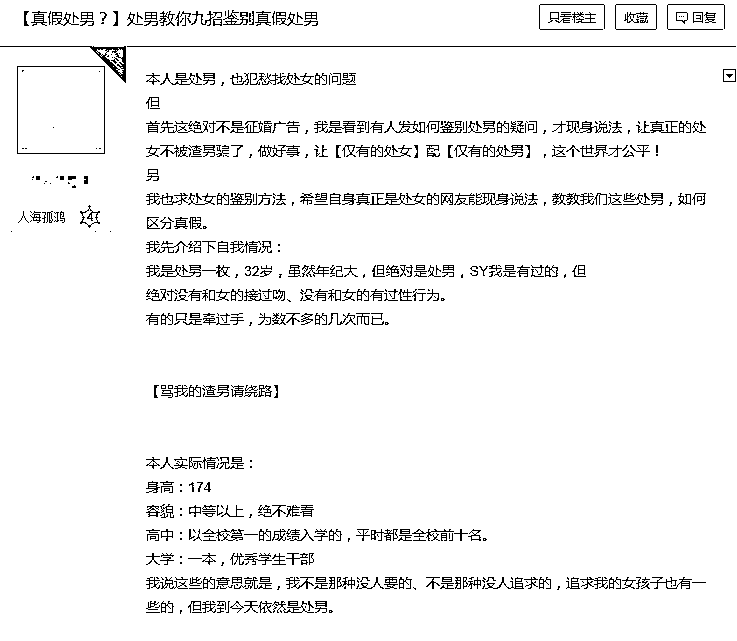 【真假处男？】处男教你九招鉴别真假处男
只看楼主
收藏
回复
本人是处男，也犯愁找处女的问题
但
首先这绝对不是征婚广告，我是看到有人发如何鉴别处男的疑问，才现身说法，让真正的处
女不被渣男骗了，做好事，让【仅有的处女】配【仅有的处男】，这个世界才公平！
另
我也求处女的鉴别方法，希望自身真正是处女的网友能现身说法，教教我们这些处男，如何
人海孤鸿 4
区分真假。
我先介绍下自我情况：
我是处男一枚，32岁，虽然年纪大，但绝对是处男，SY我是有过的，但
绝对没有和女的接过吻、没有和女的有过性行为。
有的只是牵过手，为数不多的几次而已。
【骂我的渣男请绕路】
本人实际情况是：
身高：174
容貌：中等以上，绝不难看
高中：以全校第一的成绩入学的，平时都是全校前十名。
大学：一本，优秀学生干部
我说这些的意思就是，我不是那种没人要的、不是那种没人追求的，追求我的女孩子也有一
些的，但我到今天依然是处男。